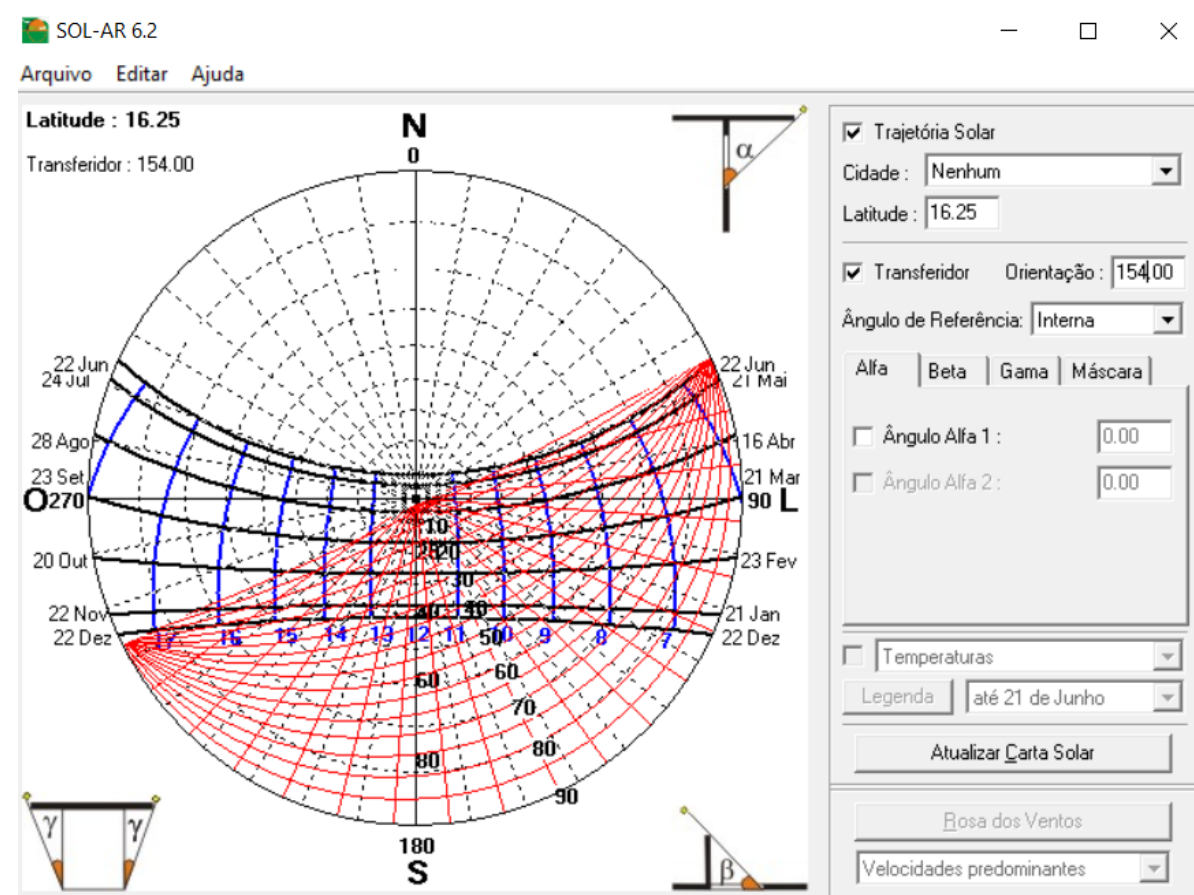 SOL-AR 6.2
Arquivo Editar Ajuda
Latitude : 16.25
Transferidor : 154.00
N
0
α
22 Jun
24 Jul
28 Ago
23 Set
O 270
20 Out
22 Nov
22 Dez
22 Jun
21 Mai
16 Abr
21 Mar
90 L
23 Fev
21 Jan
22 Dez
10
20
30
40
40
50
60
60
70
80
80
90
17 16 15 14 13 12 11 10 9 8 7
180
S
γ γ
β
Trajetória Solar
Cidade : Nenhum
Latitude : 16.25
Transferidor Orientação : 154.00
Ângulo de Referência: Interna
Alfa Beta Gama Máscara
Ângulo Alfa 1 : 0.00
Ângulo Alfa 2 : 0.00
Temperaturas
Legenda até 21 de Junho
Atualizar Carta Solar
Rosa dos Ventos
Velocidades predominantes